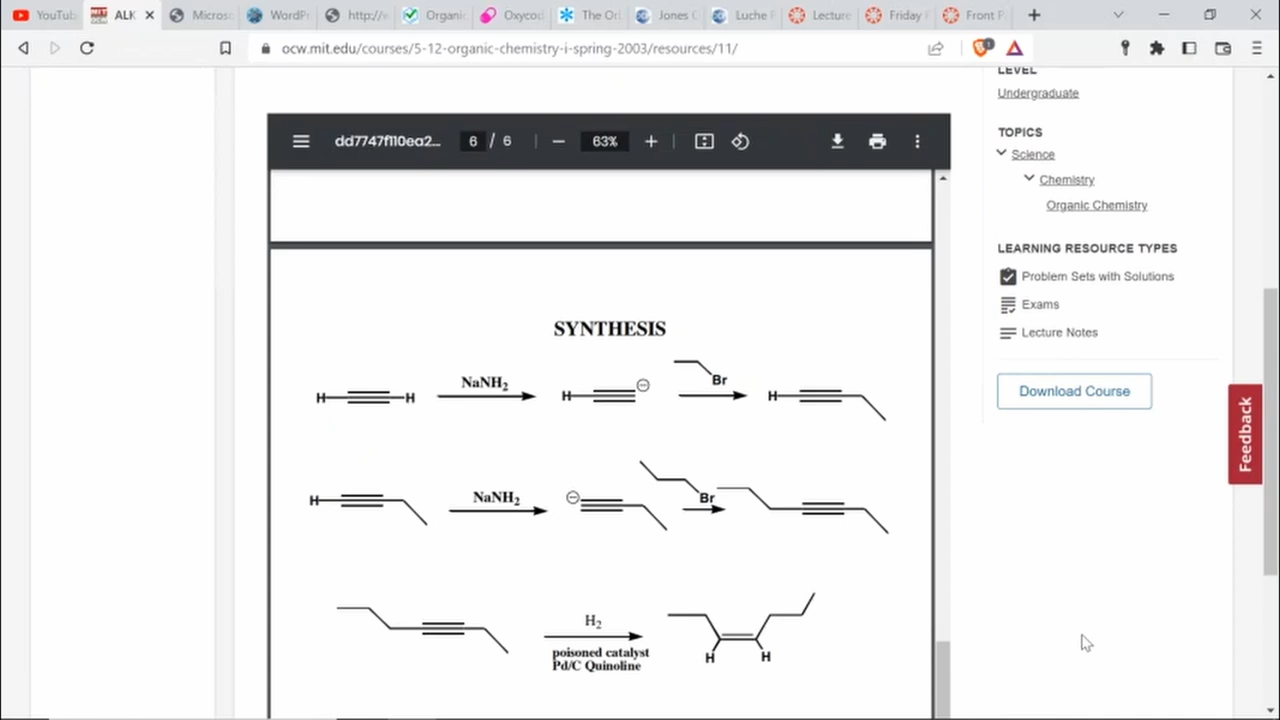 YouTub ALK Micros WordPr http://w Organi Oxycod The Or Jones C Luche R Lecture Friday F Front P
ocw.mit.edu/courses/5-12-organic-chemistry-i-spring-2003/resources/11/
LEVEL
Undergraduate
TOPICS
Science
Chemistry
Organic Chemistry
LEARNING RESOURCE TYPES
Problem Sets with Solutions
Exams
Lecture Notes
Download Course
Feedback
dd7747f110ea2... 6 / 6 63%
SYNTHESIS
H H NaNH₂ H ⊖ Br H
H NaNH₂ ⊖ Br
H₂
poisoned catalyst
Pd/C Quinoline
H H